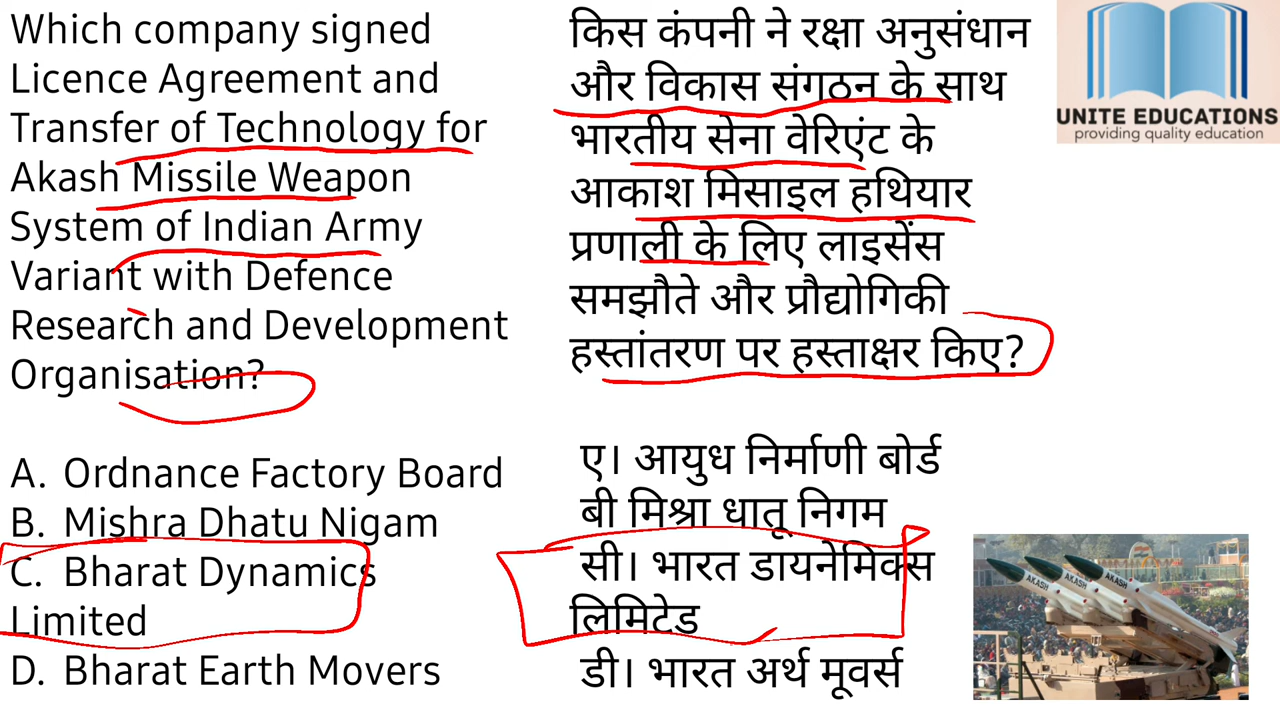 Which company signed
Licence Agreement and
Transfer of Technology for
Akash Missile Weapon
System of Indian Army
Variant with Defence
Research and Development
Organisation?
A. Ordnance Factory Board
B. Mishra Dhatu Nigam
C. Bharat Dynamics
Limited
D. Bharat Earth Movers
किस कंपनी ने रक्षा अनुसंधान
और विकास संगठन के साथ
भारतीय सेना वेरिएंट के
आकाश मिसाइल हथियार
प्रणाली के लिए लाइसेंस
समझौते और प्रौद्योगिकी
हस्तांतरण पर हस्ताक्षर किए?
ए। आयुध निर्माणी बोर्ड
बी मिश्रा धातू निगम
सी। भारत डायनेमिक्स
लिमिटेड
डी। भारत अर्थ मूवर्स
UNITE EDUCATIONS
providing quality education
AKASH
AKASH
AKASH